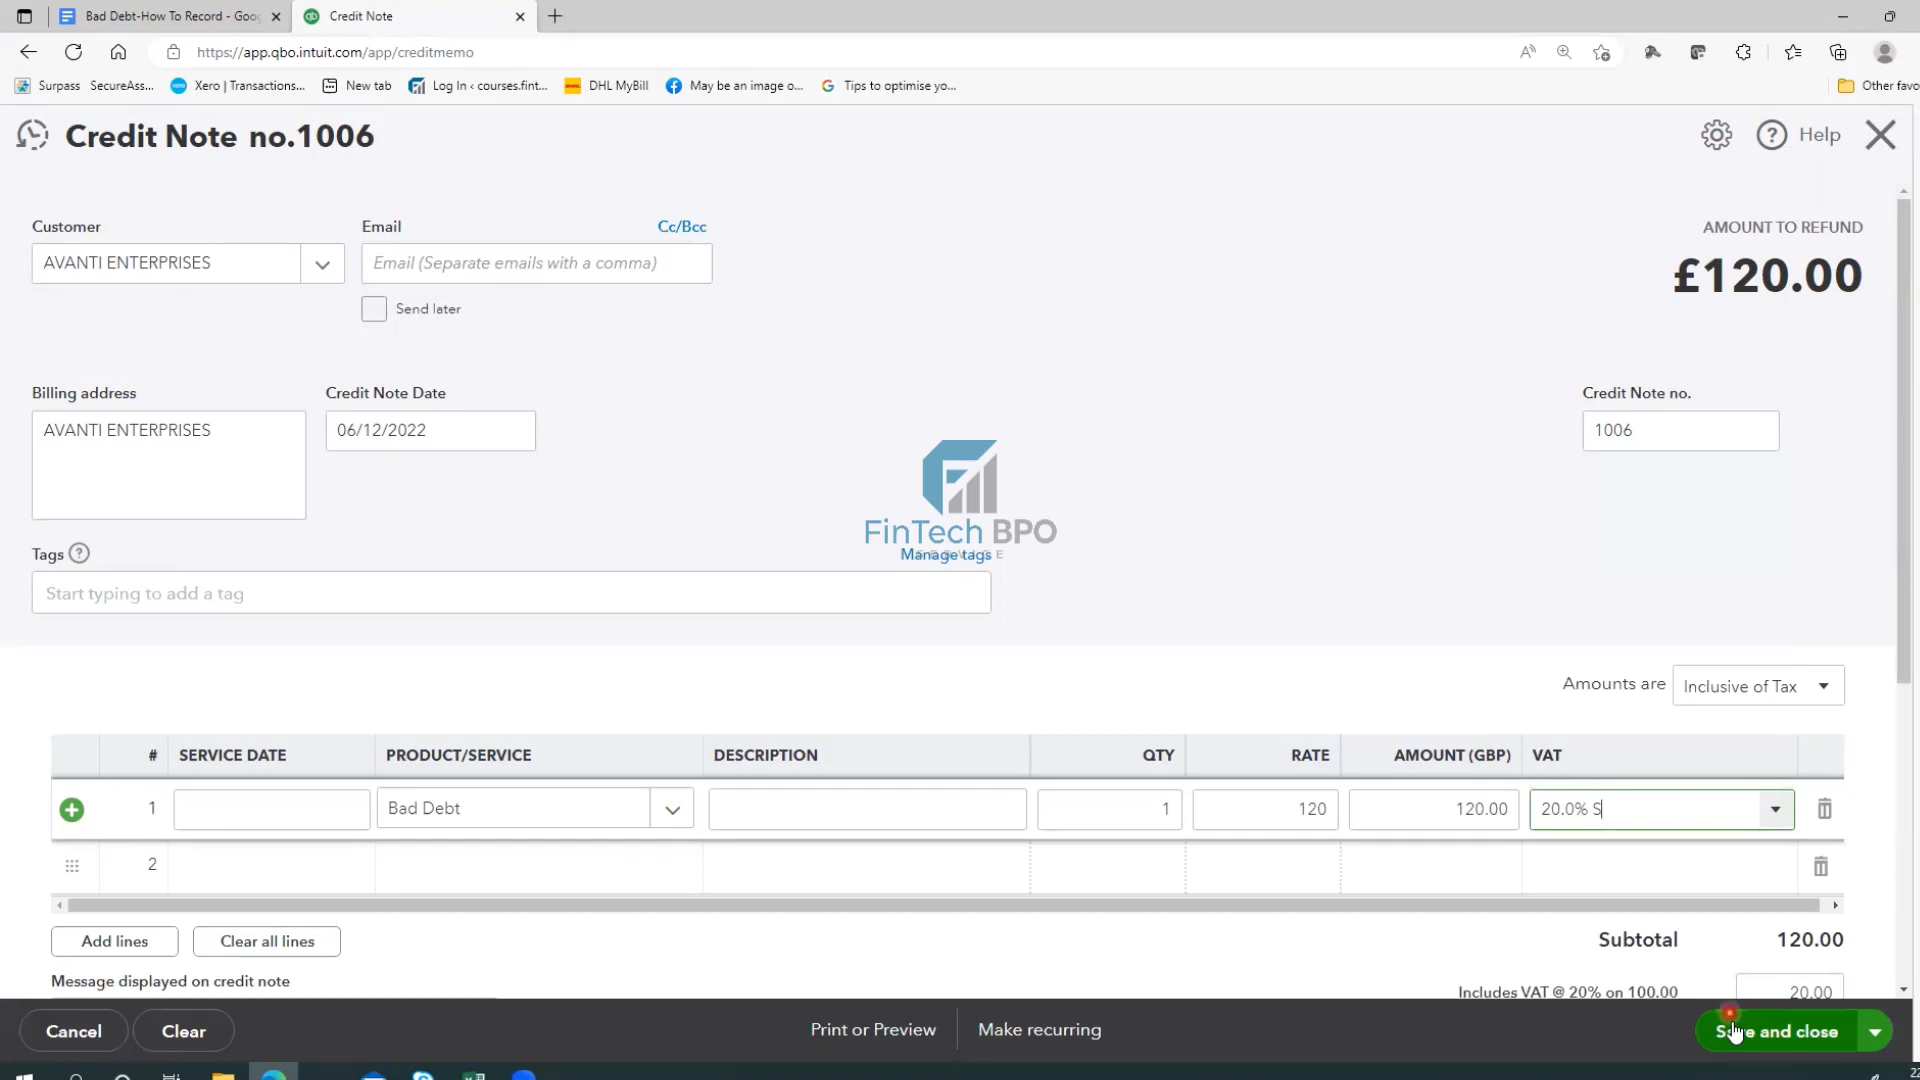 Bad Debt-How To Record - Goog
Credit Note
https://app.qbo.intuit.com/app/creditmemo
Surpass
SecureAss...
Xero | Transactions...
New tab
Log In ‹ courses.fint...
DHL MyBill
May be an image o...
Tips to optimise yo...
Other favo
Credit Note no.1006
Help
Customer
Email
Cc/Bcc
AMOUNT TO REFUND
AVANTI ENTERPRISES
Email (Separate emails with a comma)
£120.00
Send later
Billing address
Credit Note Date
Credit Note no.
AVANTI ENTERPRISES
06/12/2022
1006
FinTech BPO
Tags
Manage tags
Start typing to add a tag
Amounts are
Inclusive of Tax
# SERVICE DATE PRODUCT/SERVICE DESCRIPTION QTY RATE AMOUNT (GBP) VAT
1 Bad Debt 1 120 120.00 20.0% S
2
Add lines
Clear all lines
Subtotal 120.00
Message displayed on credit note
Includes VAT @ 20% on 100.00 20.00
Cancel
Clear
Print or Preview
Make recurring
Save and close
22